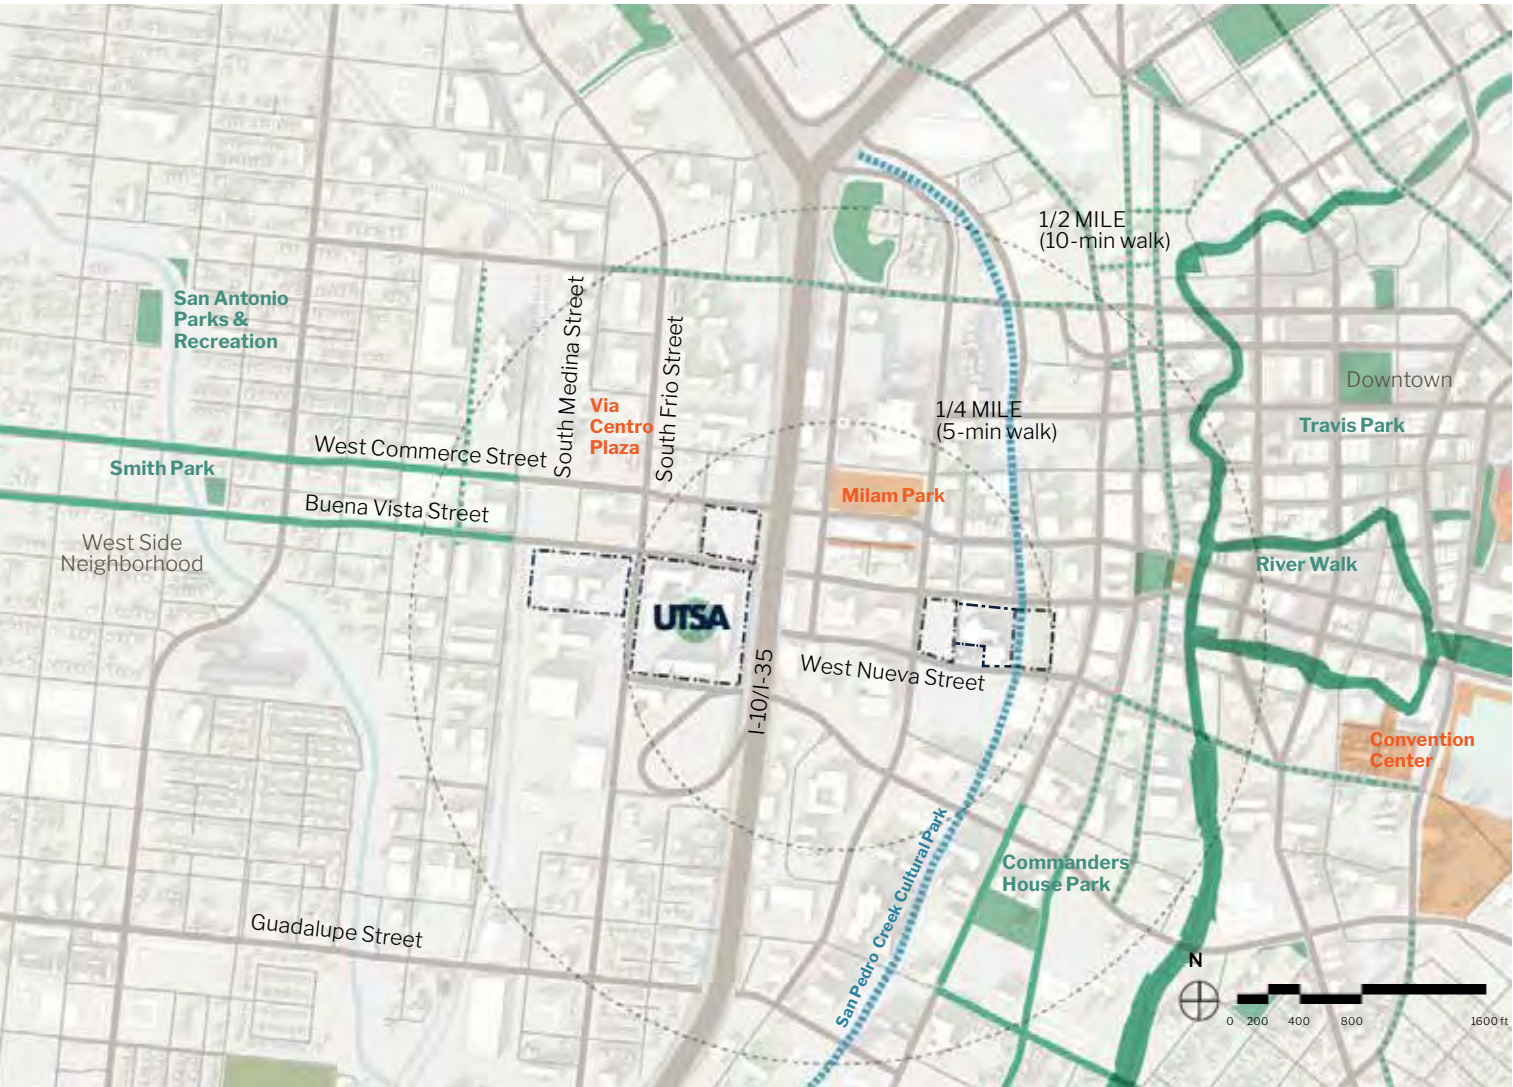 1/2 MILE
(10-min walk)
San Antonio
Parks &
Recreation
South Medina Street
South Frio Street
Via
Centro
Plaza
1/4 MILE
(5-min walk)
Downtown
Travis Park
West Commerce Street
Smith Park
Buena Vista Street
Milam Park
West Side
Neighborhood
River Walk
UTSA
I-10/I-35
West Nueva Street
Convention
Center
San Pedro Creek Cultural Park
Commanders
House Park
Guadalupe Street
N
0 200 400 800 1600 ft